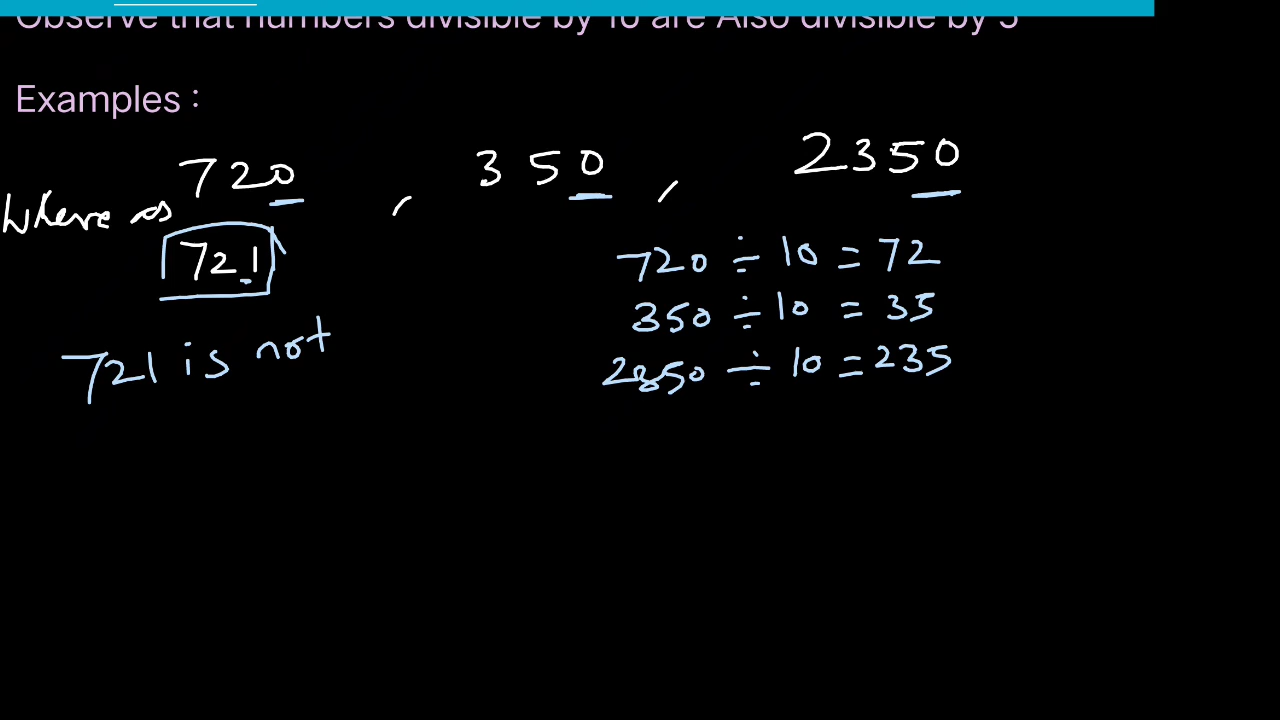 Observe that numbers divisible by 10 are Also divisible by 5
Examples :
720 , 350 , 2350
Where as
721
720 ÷ 10 = 72
350 ÷ 10 = 35
2350 ÷ 10 = 235
721 is not